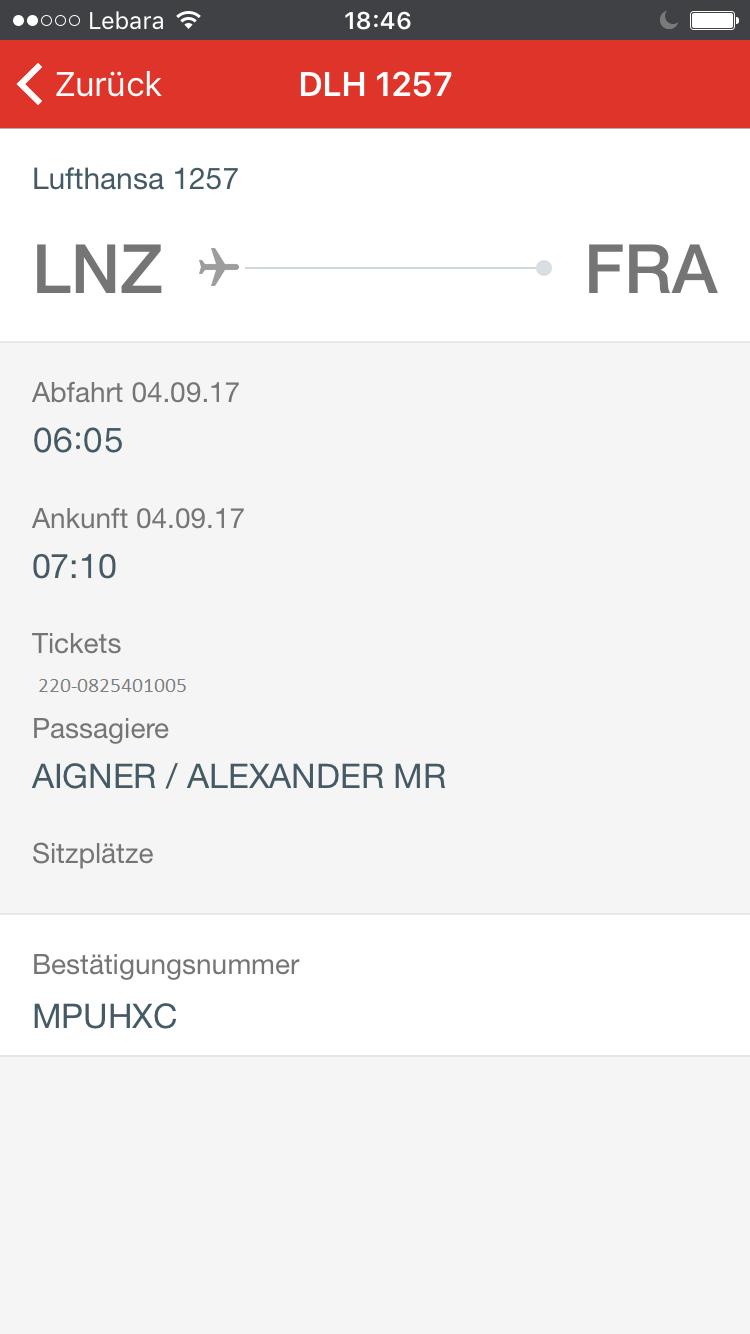 Lebara 18:46
Zurück DLH 1257
Lufthansa 1257
LNZ FRA
Abfahrt 04.09.17
06:05
Ankunft 04.09.17
07:10
Tickets
220-0825401005
Passagiere
AIGNER / ALEXANDER MR
Sitzplätze
Bestätigungsnummer
MPUHXC